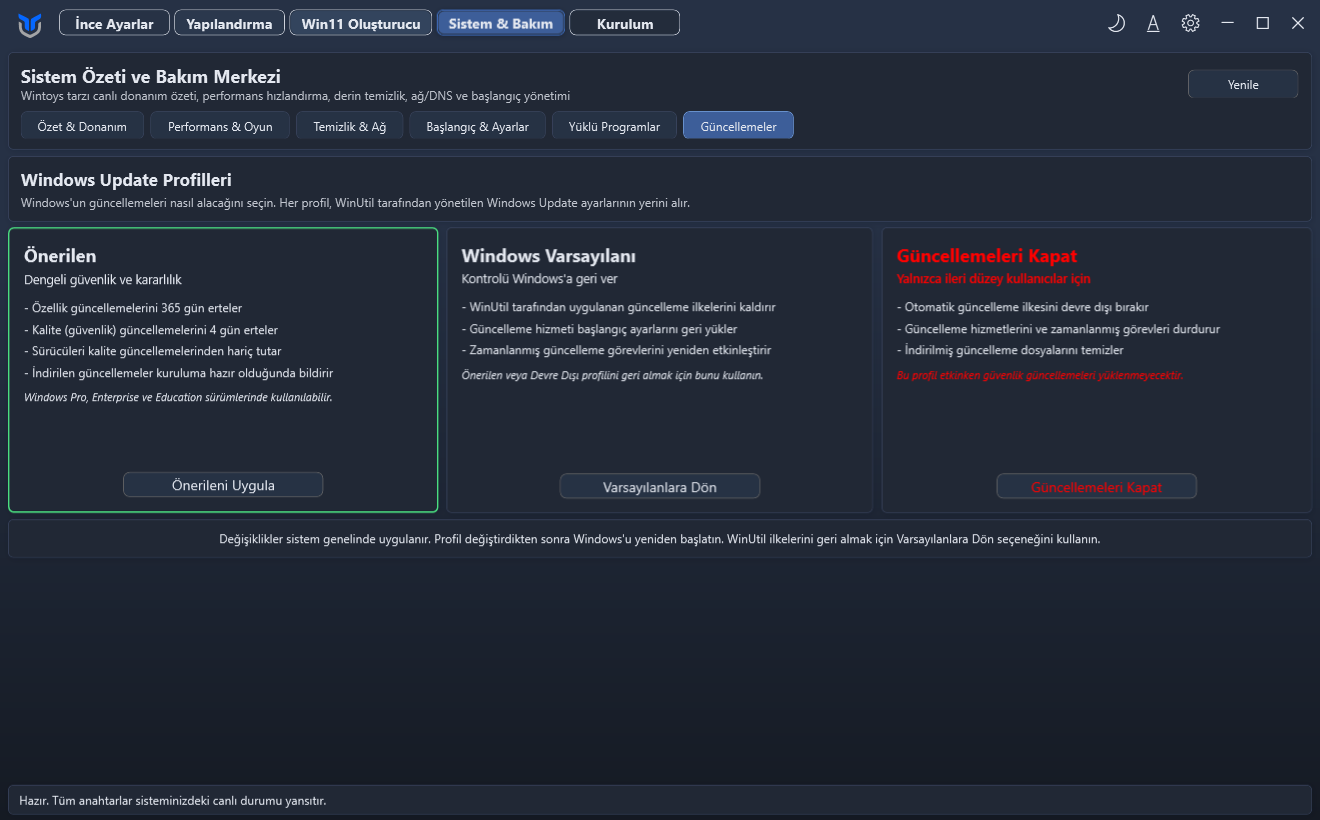 İnce Ayarlar
Yapılandırma
Win11 Oluşturucu
Sistem & Bakım
Kurulum
Sistem Özeti ve Bakım Merkezi
Wintoys tarzı canlı donanım özeti, performans hızlandırma, derin temizlik, ağ/DNS ve başlangıç yönetimi
Yenile
Özet & Donanım
Performans & Oyun
Temizlik & Ağ
Başlangıç & Ayarlar
Yüklü Programlar
Güncellemeler
Windows Update Profilleri
Windows'un güncellemeleri nasıl alacağını seçin. Her profil, WinUtil tarafından yönetilen Windows Update ayarlarının yerini alır.
Önerilen
Dengeli güvenlik ve kararlılık
- Özellik güncellemelerini 365 gün erteler
- Kalite (güvenlik) güncellemelerini 4 gün erteler
- Sürücüleri kalite güncellemelerinden hariç tutar
- İndirilen güncellemeler kuruluma hazır olduğunda bildirir
Windows Pro, Enterprise ve Education sürümlerinde kullanılabilir.
Önerileni Uygula
Windows Varsayılanı
Kontrolü Windows'a geri ver
- WinUtil tarafından uygulanan güncelleme ilkelerini kaldırır
- Güncelleme hizmeti başlangıç ayarlarını geri yükler
- Zamanlanmış güncelleme görevlerini yeniden etkinleştirir
Önerilen veya Devre Dışı profilini geri almak için bunu kullanın.
Varsayılanlara Dön
Güncellemeleri Kapat
Yalnızca ileri düzey kullanıcılar için
- Otomatik güncelleme ilkesini devre dışı bırakır
- Güncelleme hizmetlerini ve zamanlanmış görevleri durdurur
- İndirilmiş güncelleme dosyalarını temizler
Bu profil etkinken güvenlik güncellemeleri yüklenmeyecektir.
Güncellemeleri Kapat
Değişiklikler sistem genelinde uygulanır. Profil değiştirdikten sonra Windows'u yeniden başlatın. WinUtil ilkelerini geri almak için Varsayılanlara Dön seçeneğini kullanın.
Hazır. Tüm anahtarlar sisteminizdeki canlı durumu yansıtır.